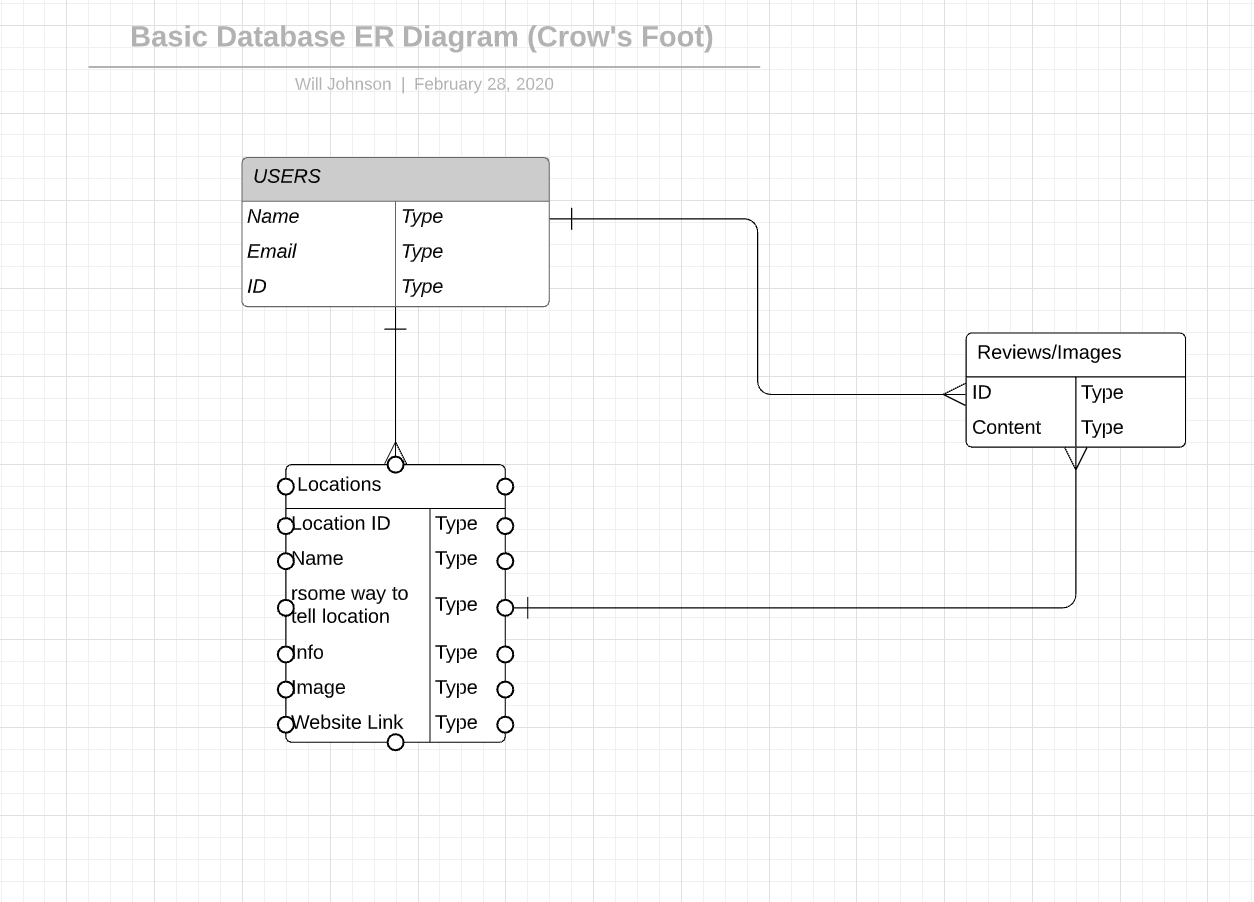 Basic Database ER Diagram (Crow's Foot)
Will Johnson | February 28, 2020
USERS
Name Type
Email Type
ID Type
Reviews/Images
ID Type
Content Type
Locations
Location ID Type
Name Type
rsome way to
tell location Type
Info Type
Image Type
Website Link Type